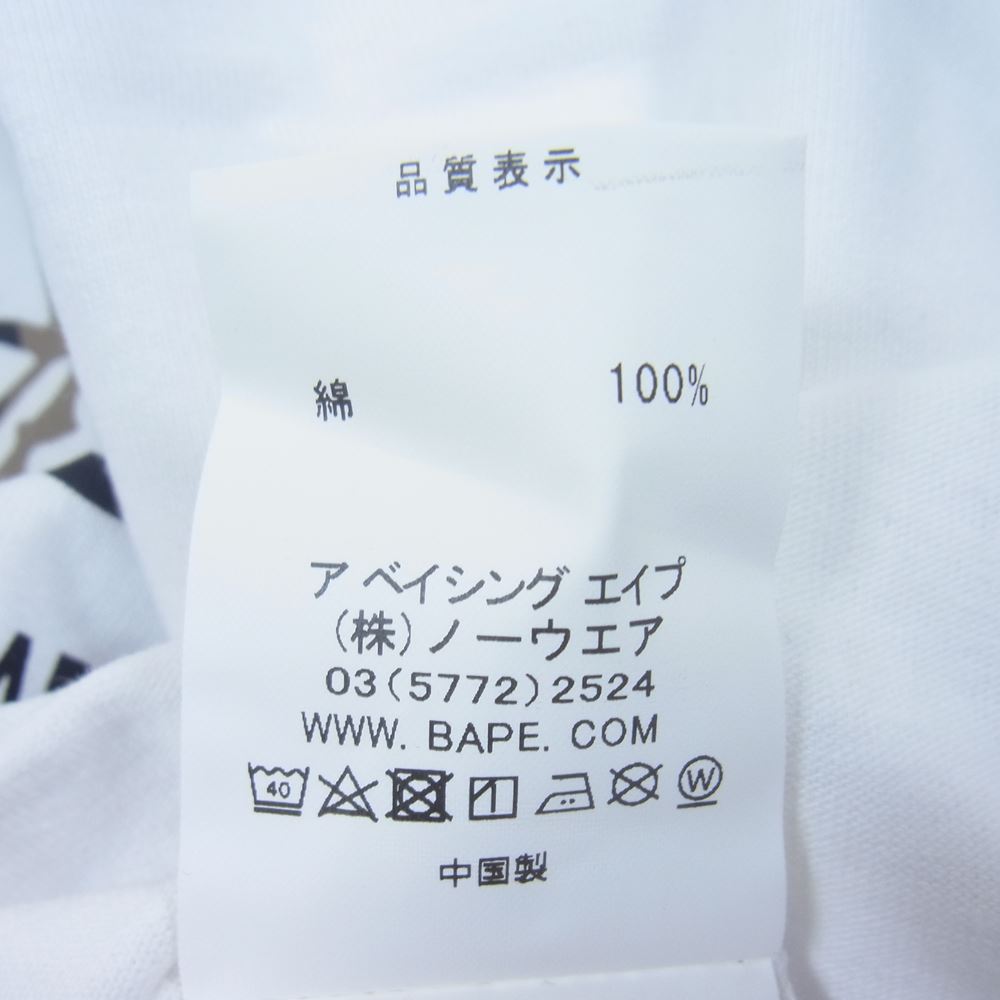 品質表示
綿 100%
ア ベイシング エイプ
(株)ノーウエア
03(5772)2524
WWW. BAPE. COM
40 W
中国製